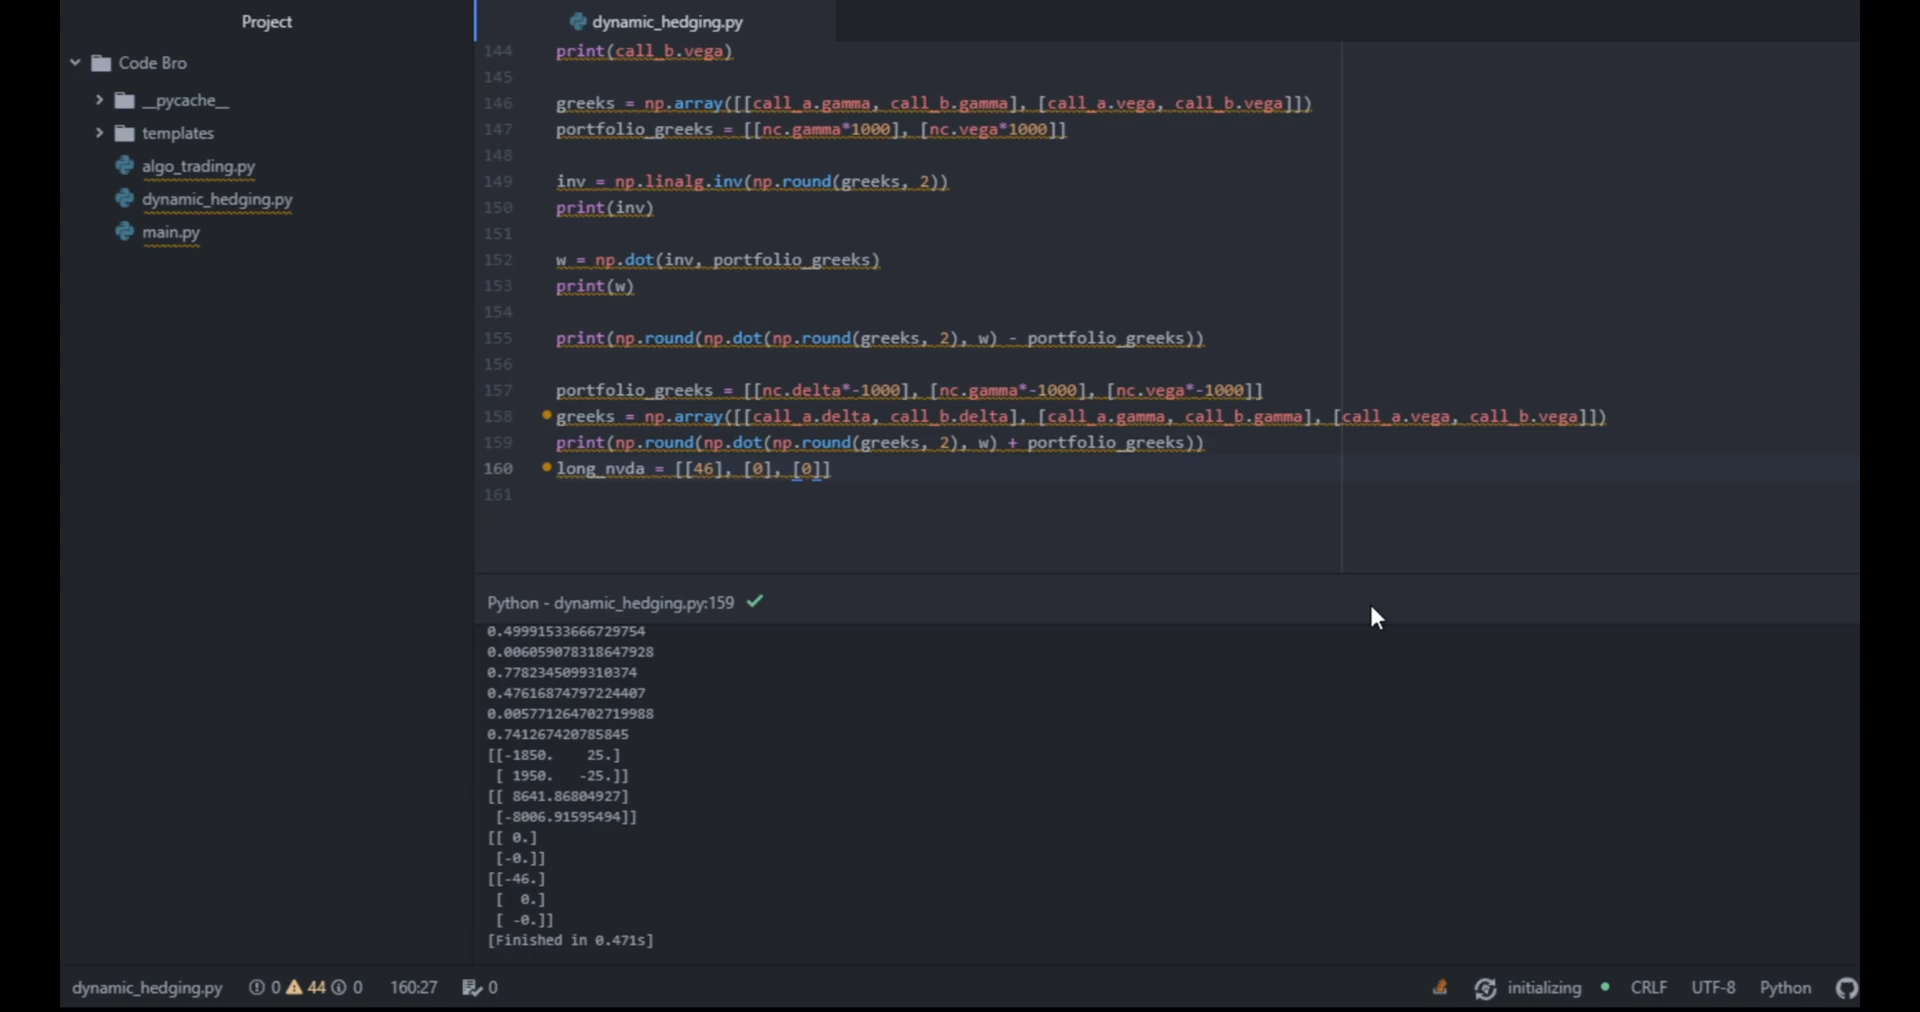 Project
Code Bro
__pycache__
templates
algo_trading.py
dynamic_hedging.py
main.py
dynamic_hedging.py
144 print(call_b.vega)
145
146 greeks = np.array([[call_a.gamma, call_b.gamma], [call_a.vega, call_b.vega]])
147 portfolio_greeks = [[nc.gamma*1000], [nc.vega*1000]]
148
149 inv = np.linalg.inv(np.round(greeks, 2))
150 print(inv)
151
152 w = np.dot(inv, portfolio_greeks)
153 print(w)
154
155 print(np.round(np.dot(np.round(greeks, 2), w) - portfolio_greeks))
156
157 portfolio_greeks = [[nc.delta*-1000], [nc.gamma*-1000], [nc.vega*-1000]]
158 greeks = np.array([[call_a.delta, call_b.delta], [call_a.gamma, call_b.gamma], [call_a.vega, call_b.vega]])
159 print(np.round(np.dot(np.round(greeks, 2), w) + portfolio_greeks))
160 long_nvda = [[46], [0], [0]]
161
Python - dynamic_hedging.py:159
0.49991533666729754
0.006059078318647928
0.7782345099310374
0.47616874797224407
0.005771264702719988
0.741267420785845
[[-1850. 25.]
[ 1950. -25.]]
[[ 8641.86804927]
[-8006.91595494]]
[[ 0.]
[-0.]]
[[-46.]
[ 0.]
[ -0.]]
[Finished in 0.471s]
dynamic_hedging.py 0 44 0 160:27 0 initializing CRLF UTF-8 Python